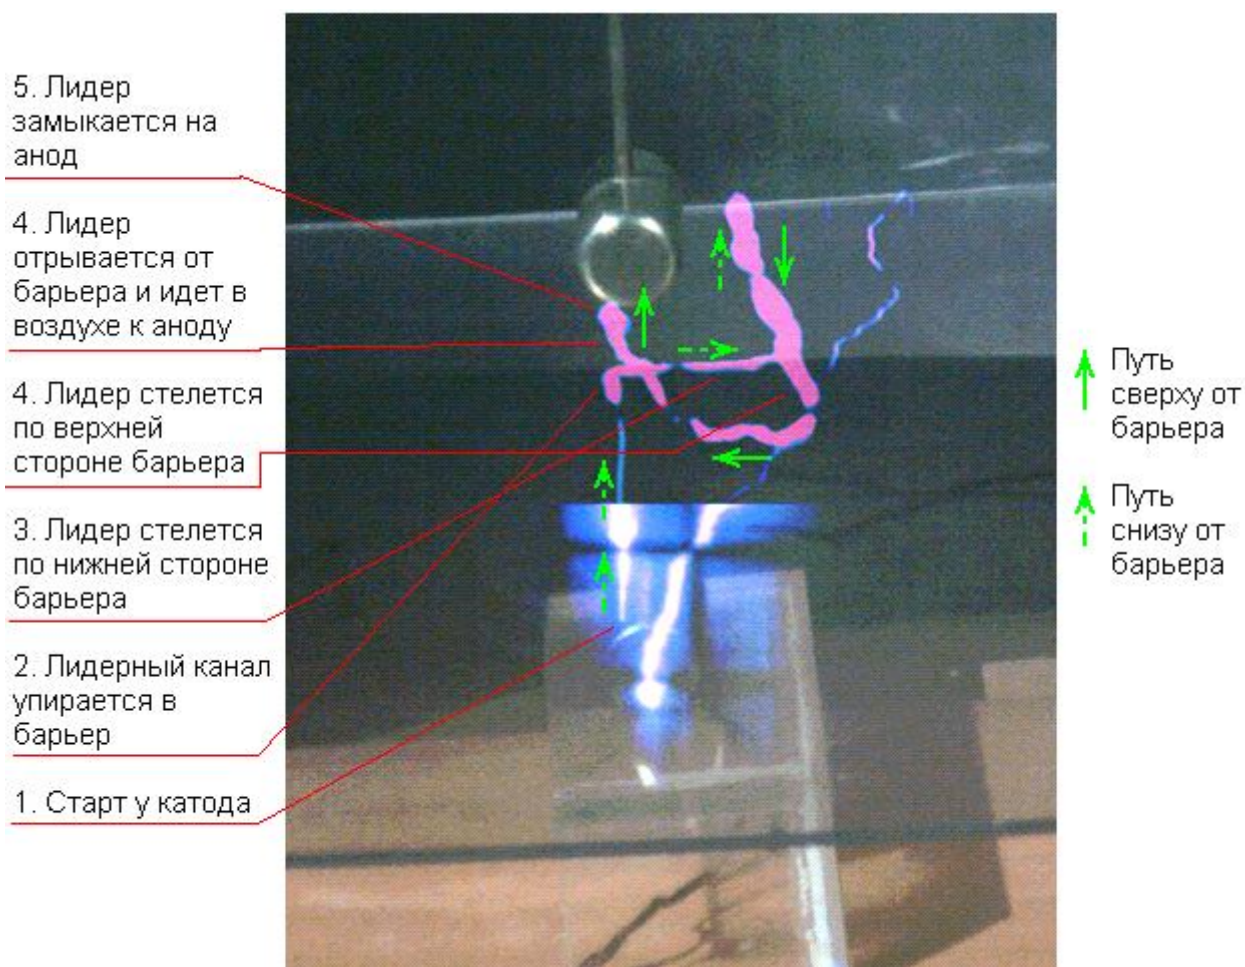 5. Лидер
замыкается на
анод
4. Лидер
отрывается от
барьера и идет в
воздухе к аноду
4. Лидер стелется
по верхней
стороне барьера
3. Лидер стелется
по нижней стороне
барьера
2. Лидерный канал
упирается в
барьер
1. Старт у катода
Путь
сверху от
барьера
Путь
снизу от
барьера